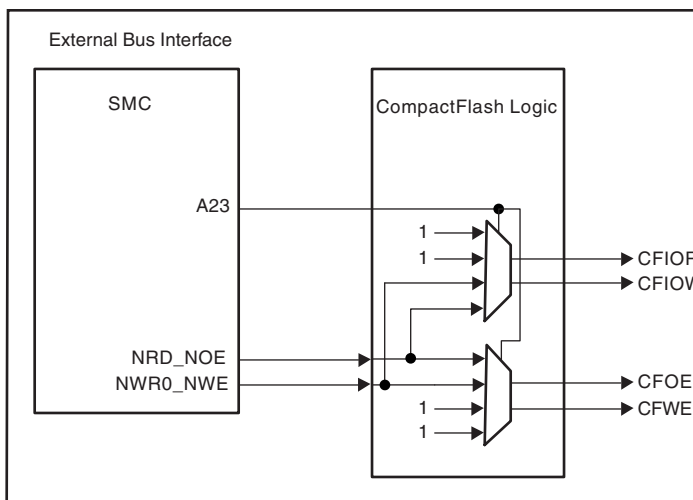 External Bus Interface
SMC
CompactFlash Logic
A23
1
1
CFIOR
CFIOW
NRD_NOE
NWR0_NWE
CFOE
CFWE
1
1